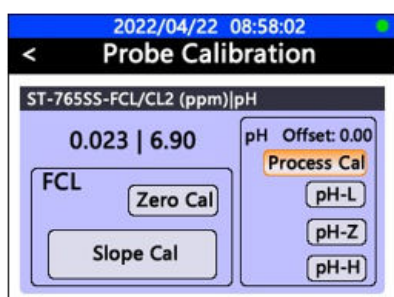 2022/04/22 08:58:02
< Probe Calibration
ST-765SS-FCL/CL2 (ppm)|pH
0.023 | 6.90
pH Offset: 0.00
Process Cal
FCL
Zero Cal
pH-L
Slope Cal
pH-Z
pH-H